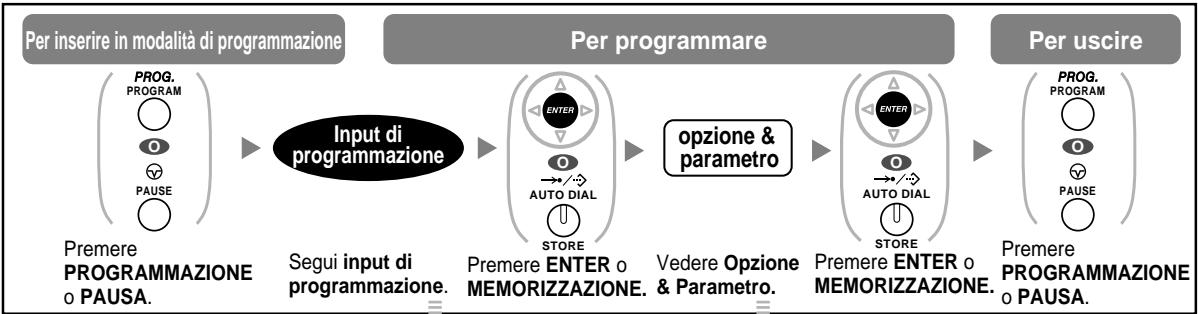 Per inserire in modalità di programmazione
Per programmare
Per uscire
PROG.
PROGRAM
O
PAUSE
Premere
PROGRAMMAZIONE
o PAUSA.
Input di
programmazione
Segui input di
programmazione.
ENTER
O
AUTO DIAL
STORE
Premere ENTER o
MEMORIZZAZIONE.
opzione &
parametro
Vedere Opzione
& Parametro.
ENTER
O
AUTO DIAL
STORE
Premere ENTER o
MEMORIZZAZIONE.
PROG.
PROGRAM
O
PAUSE
Premere
PROGRAMMAZIONE
o PAUSA.